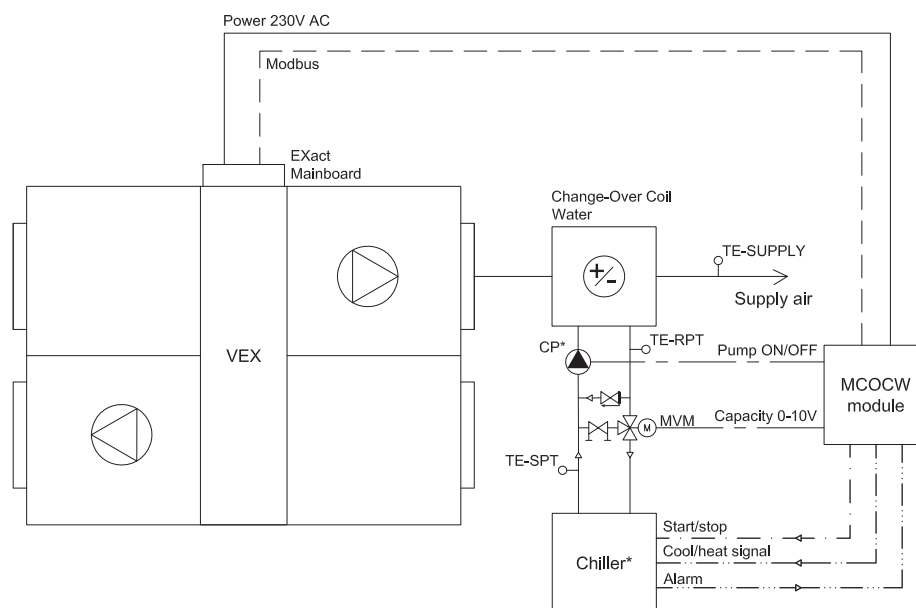 Power 230V AC
Modbus
EXact
Mainboard
Change-Over Coil
Water
+/-
TE-SUPPLY
Supply air
VEX
CP*
TE-RPT
Pump ON/OFF
MCOCW
module
M
MVM
Capacity 0-10V
TE-SPT
Start/stop
Cool/heat signal
Chiller*
Alarm